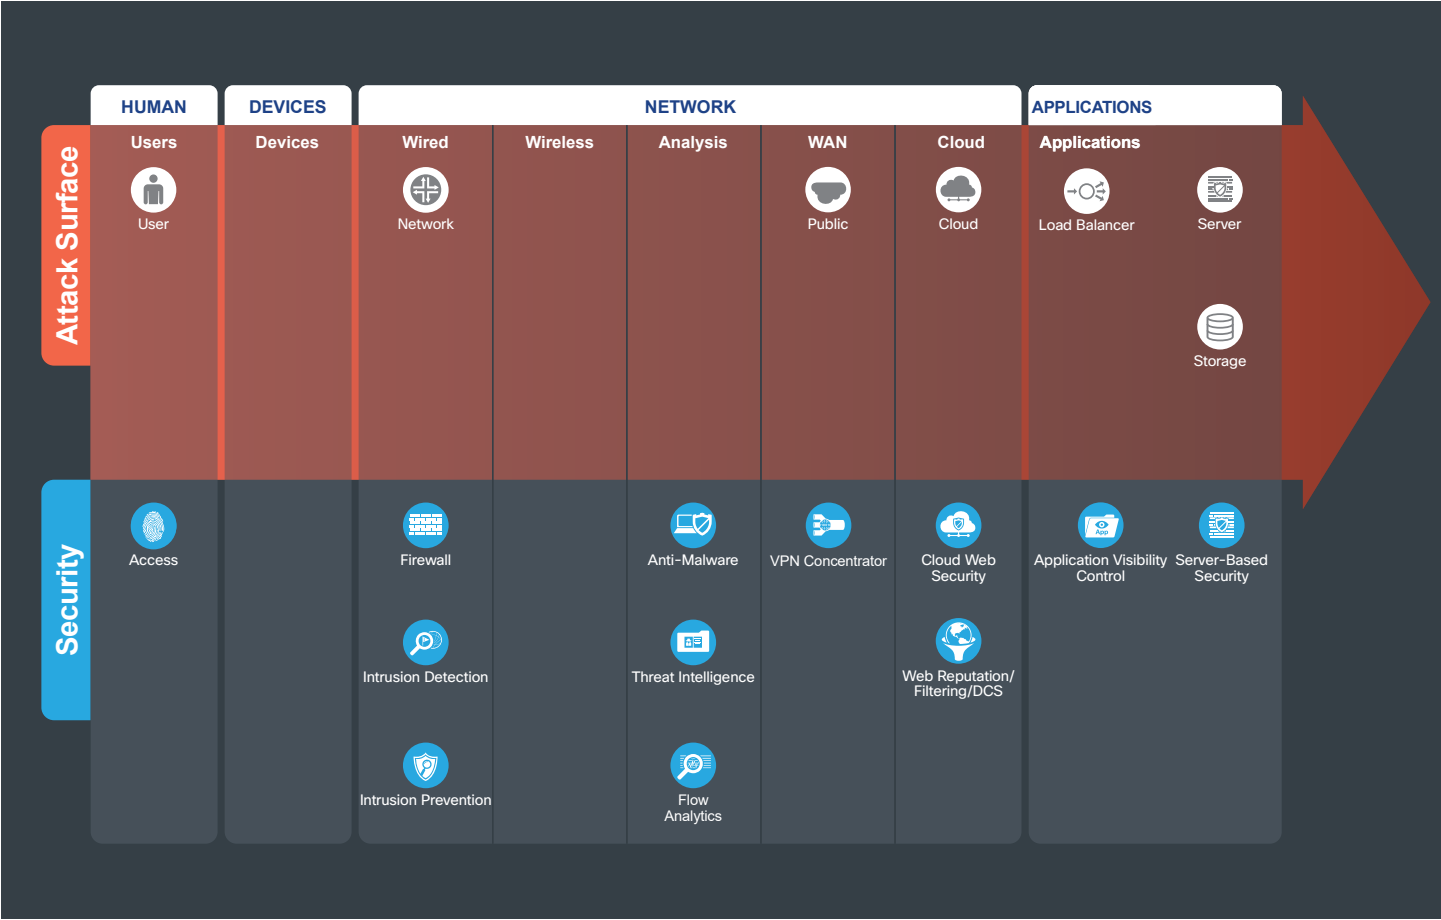 HUMAN
DEVICES
NETWORK
APPLICATIONS
Attack Surface
Users
Devices
Wired
Wireless
Analysis
WAN
Cloud
Applications
User
Network
Public
Cloud
Load Balancer
Server
Storage
Security
Access
Firewall
Anti-Malware
VPN Concentrator
Cloud Web
Security
App
Application Visibility
Control
Server-Based
Security
Intrusion Detection
Threat Intelligence
Web Reputation/
Filtering/DCS
Intrusion Prevention
Flow
Analytics